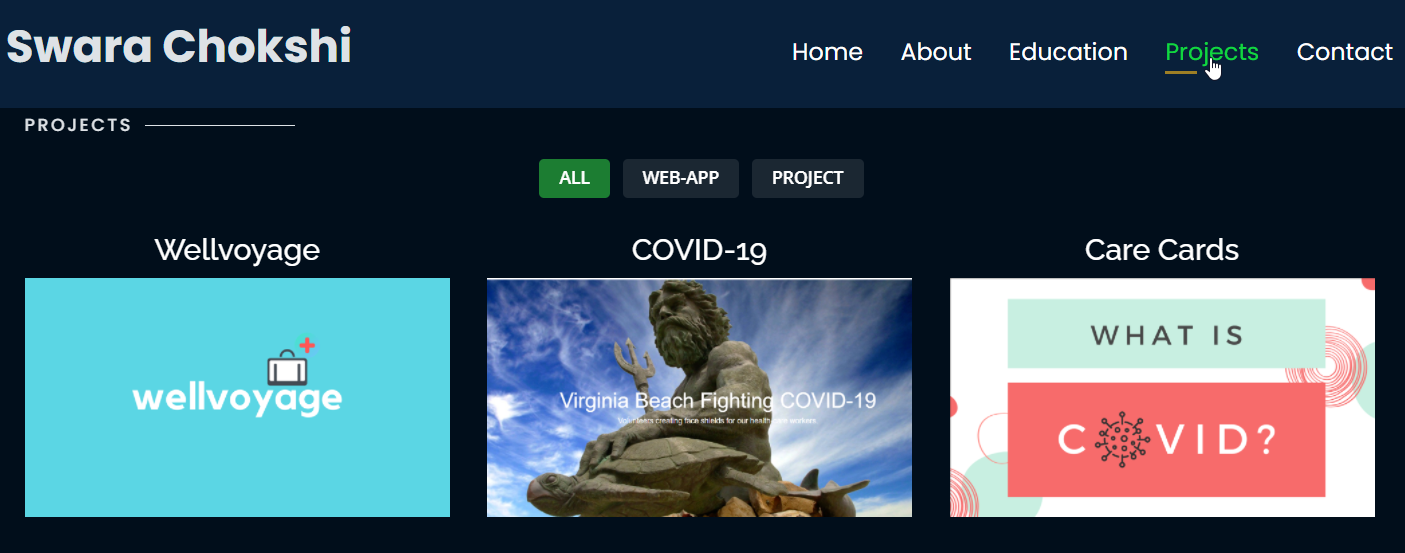 Swara Chokshi
Home About Education Projects Contact
PROJECTS
ALL WEB-APP PROJECT
Wellvoyage COVID-19 Care Cards
wellvoyage
Virginia Beach Fighting COVID-19
Volunteers creating face shields for our health care workers.
WHAT IS
COVID?